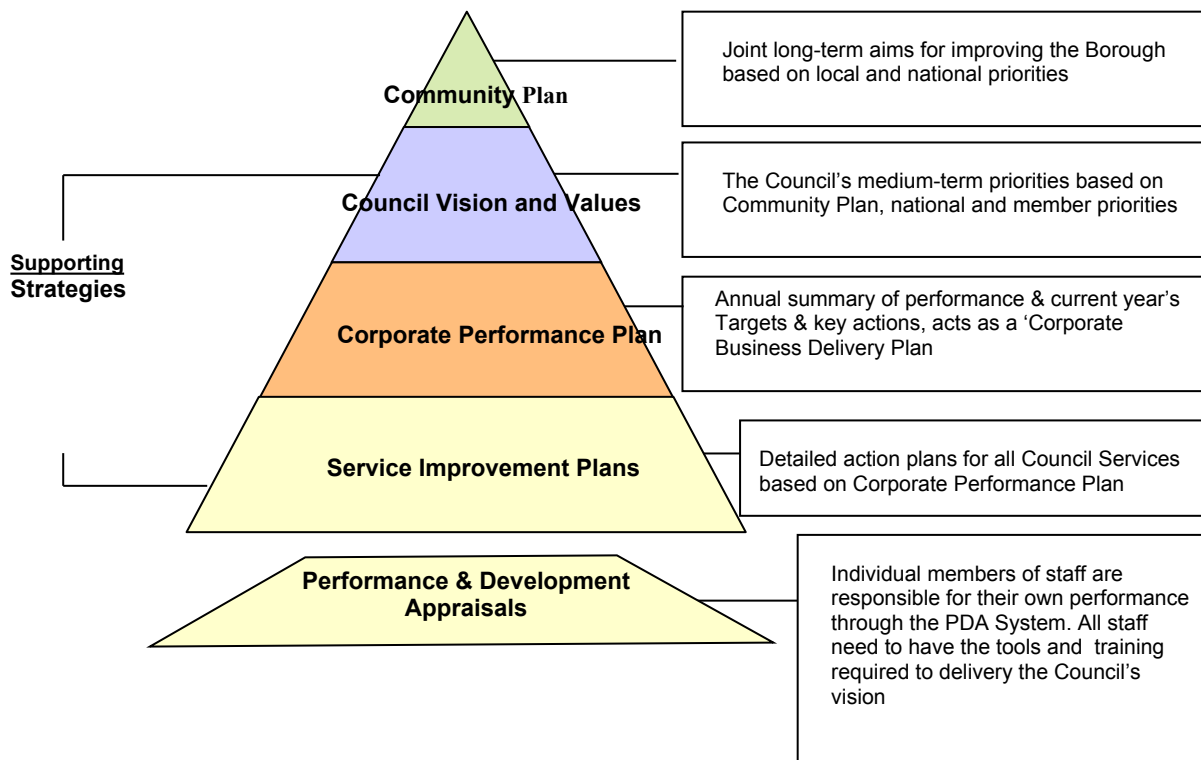 Community Plan
Joint long-term aims for improving the Borough
based on local and national priorities
Council Vision and Values
The Council’s medium-term priorities based on
Community Plan, national and member priorities
Supporting
Strategies
Corporate Performance Plan
Annual summary of performance & current year’s
Targets & key actions, acts as a ‘Corporate
Business Delivery Plan
Service Improvement Plans
Detailed action plans for all Council Services
based on Corporate Performance Plan
Performance & Development
Appraisals
Individual members of staff are
responsible for their own performance
through the PDA System. All staff
need to have the tools and  training
required to delivery the Council’s
vision